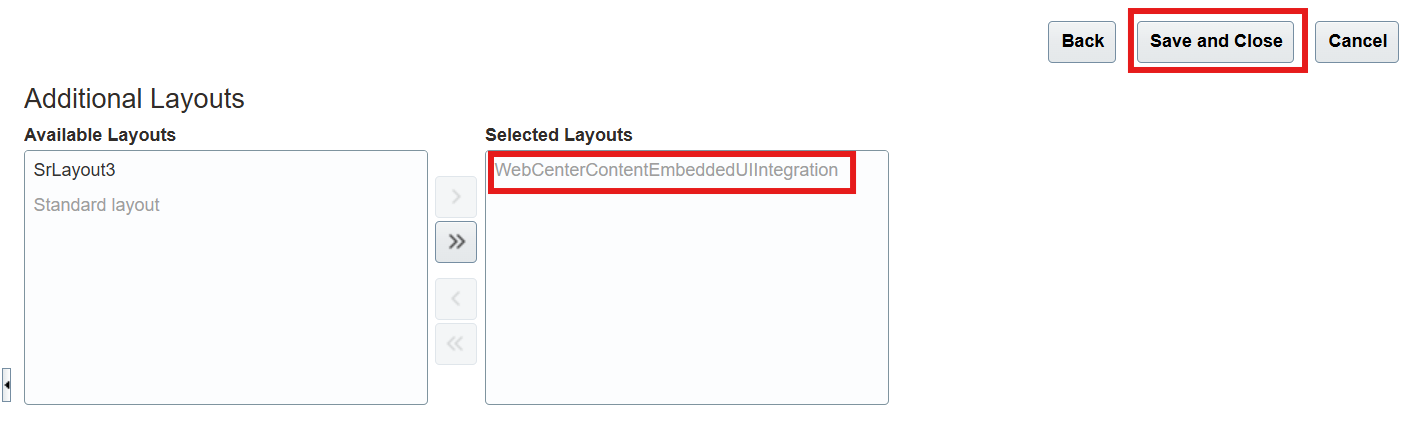 Back Save and Close Cancel
Additional Layouts
Available Layouts
SrLayout3
Standard layout
Selected Layouts
WebCenterContentEmbeddedUIIntegration